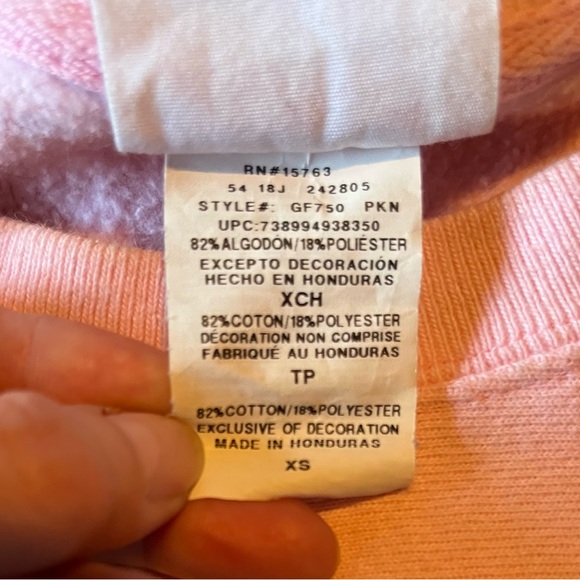 RN#15763
54 18J 242805
STYLE#: GF750 PKN
UPC:738994938350
82%ALGODÓN/18%POLIÉSTER
EXCEPTO DECORACIÓN
HECHO EN HONDURAS
XCH
82%COTON/18%POLYESTER
DÉCORATION NON COMPRISE
FABRIQUÉ AU HONDURAS
TP
82%COTTON/18%POLYESTER
EXCLUSIVE OF DECORATION
MADE IN HONDURAS
XS